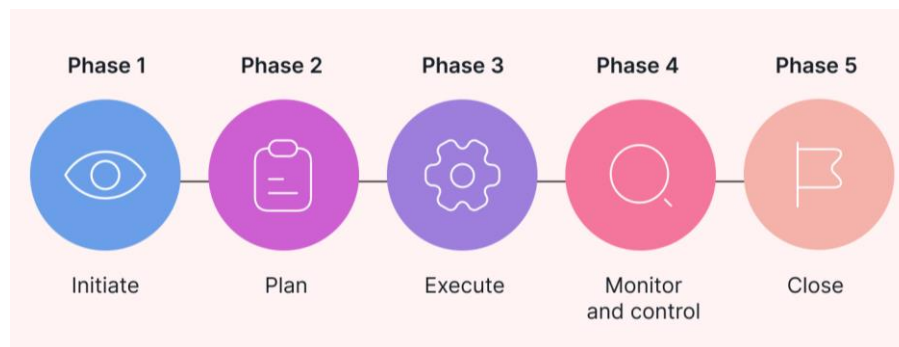 Phase 1
Phase 2
Phase 3
Phase 4
Phase 5
Initiate
Plan
Execute
Monitor
and control
Close